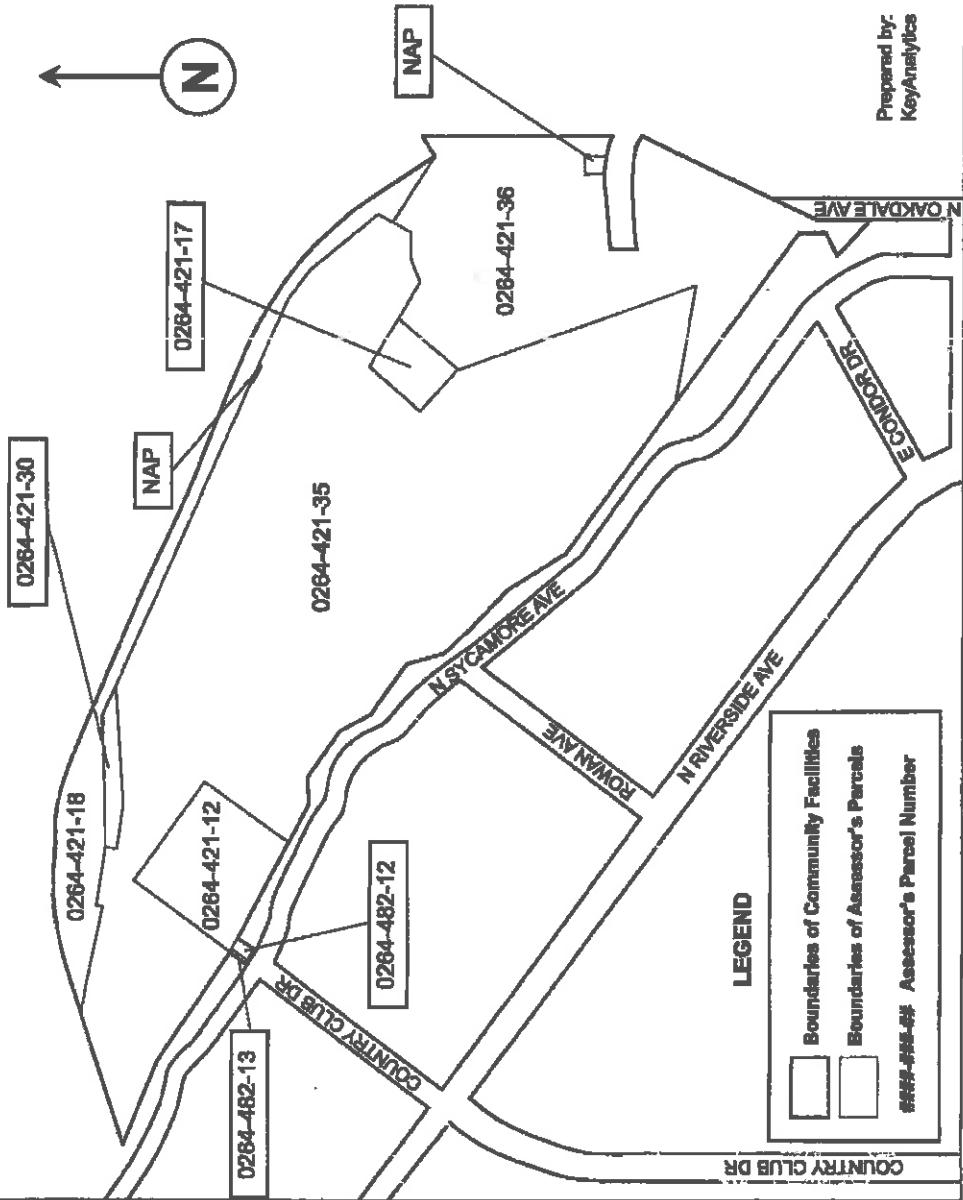 N
NAP
0264-421-17
0264-421-30
NAP
0264-421-36
0264-421-35
0264-421-18
0264-421-12
0264-482-12
0264-482-13
N OAKDALE AVE
E CONDOR DR
N SYCAMORE AVE
ROWAN AVE
N RIVERSIDE AVE
COUNTRY CLUB DR
COUNTRY CLUB DR
LEGEND
Boundaries of Community Facilities
Boundaries of Assessor's Parcels
####-###-## Assessor's Parcel Number
Prepared by:
KeyAnalytics